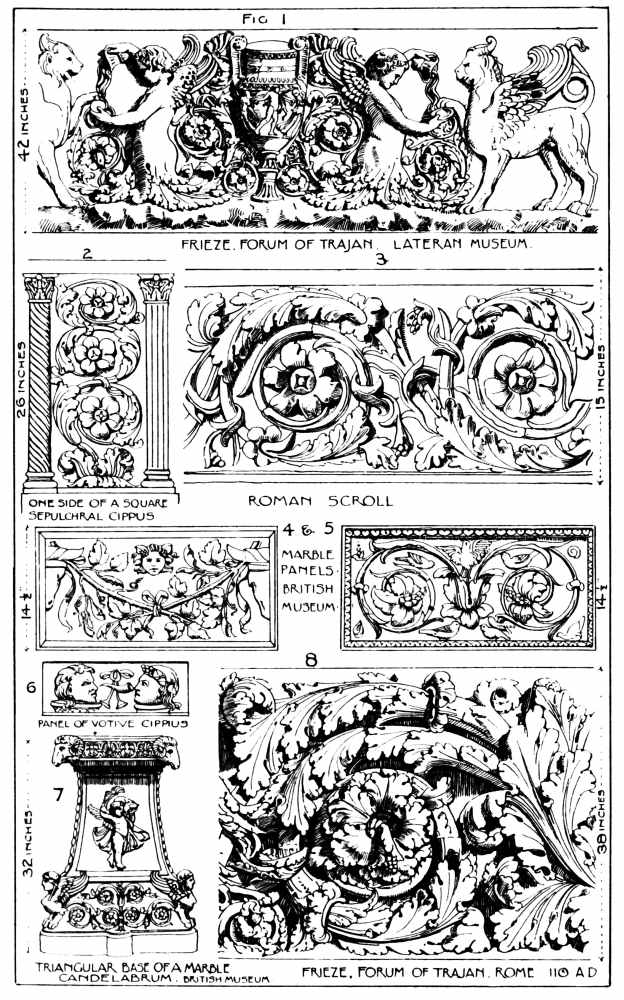 FIG 1
42 INCHES
FRIEZE. FORUM OF TRAJAN. LATERAN MUSEUM.
2
3
26 INCHES
15 INCHES
ONE SIDE OF A SQUARE
SEPULCHRAL CIPPUS
ROMAN SCROLL
4 & 5
MARBLE
PANELS.
BRITISH
MUSEUM.
14½
14½
6
PANEL OF VOTIVE CIPPIUS
7
32 INCHES
TRIANGULAR BASE OF A MARBLE
CANDELABRUM. BRITISH MUSEUM
8
38 INCHES
FRIEZE, FORUM OF TRAJAN. ROME 110 AD